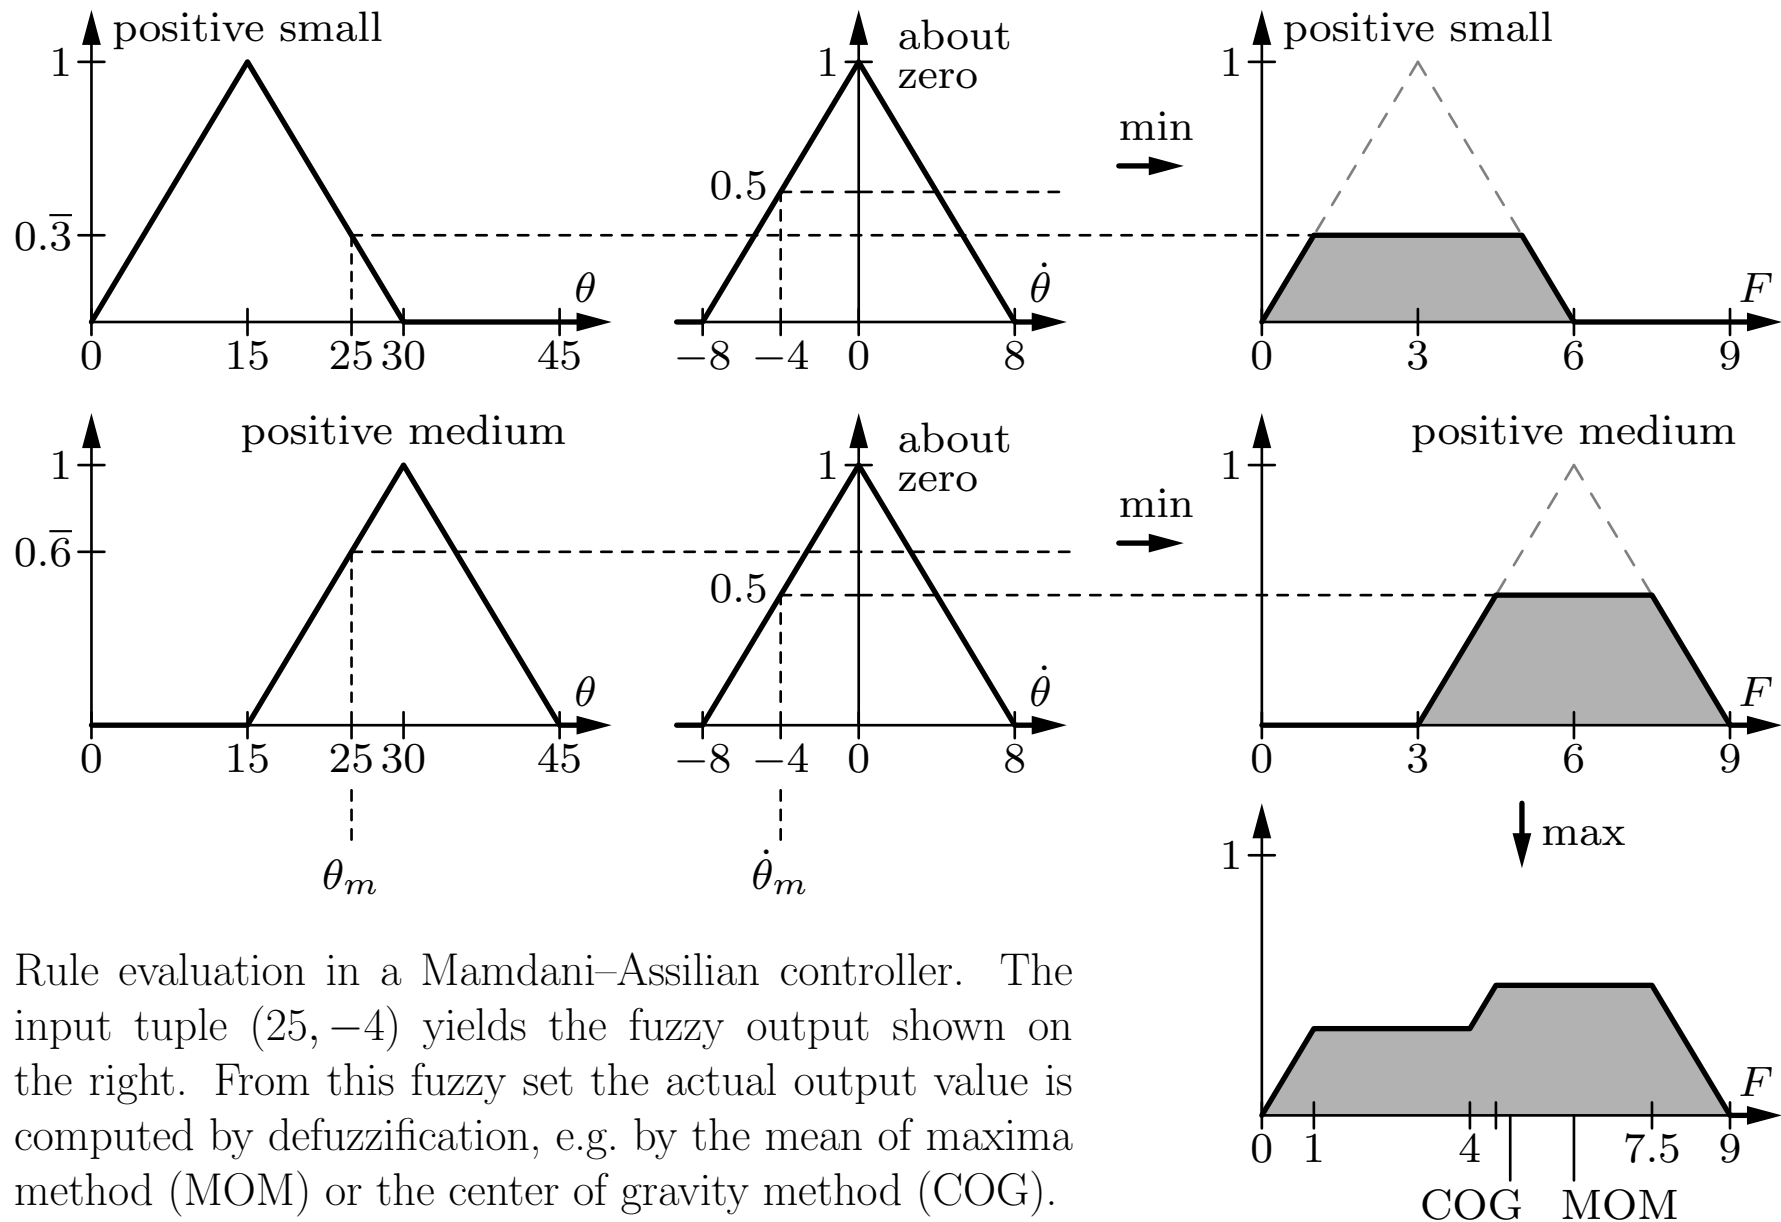 positive small
about
zero
positive small
1
1
1
min
0.5
0.3̅
θ
θ̇
F
0 15 25 30 45
−8 −4 0 8
0 3 6 9
positive medium
about
zero
positive medium
1
1
1
min
0.6̅
0.5
θ
θ̇
F
0 15 25 30 45
−8 −4 0 8
0 3 6 9
θm
θ̇m
max
1
F
0 1 4 7.5 9
COG MOM
Rule evaluation in a Mamdani–Assilian controller. The
input tuple (25, −4) yields the fuzzy output shown on
the right. From this fuzzy set the actual output value is
computed by defuzzification, e.g. by the mean of maxima
method (MOM) or the center of gravity method (COG).